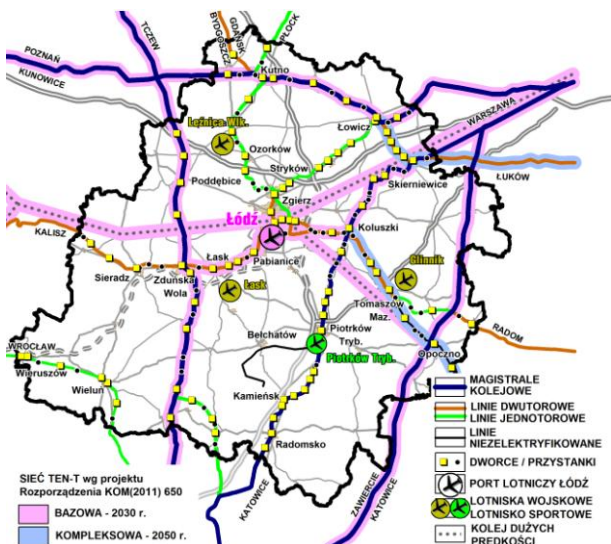 TCZEW
GDAŃSK
BYDGOSZCZ
PŁOCK
POZNAŃ
KUNOWICE
Kutno
Łęźnica Wlk.
Łowicz
WARSZAWA
Ozorków
Stryków
Poddębice
Zgierz
Skierniewice
ŁUKÓW
Łódź
KALISZ
Koluszki
Łask
Pabianice
Glinnik
Sieradz
Zduńska
Wola
Łask
Tomaszów
Maz.
Bełchatów
Piotrków
Tryb.
RADOM
WROCŁAW
Piotrków Tryb.
Opoczno
Wieruszów
Wieluń
Kamieńsk
Radomsko
KATOWICE
ZAWIERCIE
KATOWICE
MAGISTRALE
KOLEJOWE
LINIE DWUTOROWE
LINIE JEDNOTOROWE
LINIE
NIEZELEKTRYFIKOWANE
DWORCE / PRZYSTANKI
PORT LOTNICZY ŁÓDŹ
LOTNISKA WOJSKOWE
LOTNISKO SPORTOWE
KOLEJ DUŻYCH
PRĘDKOŚCI
SIEĆ TEN-T wg projektu
Rozporządzenia KOM(2011) 650
BAZOWA - 2030 r.
KOMPLEKSOWA - 2050 r.